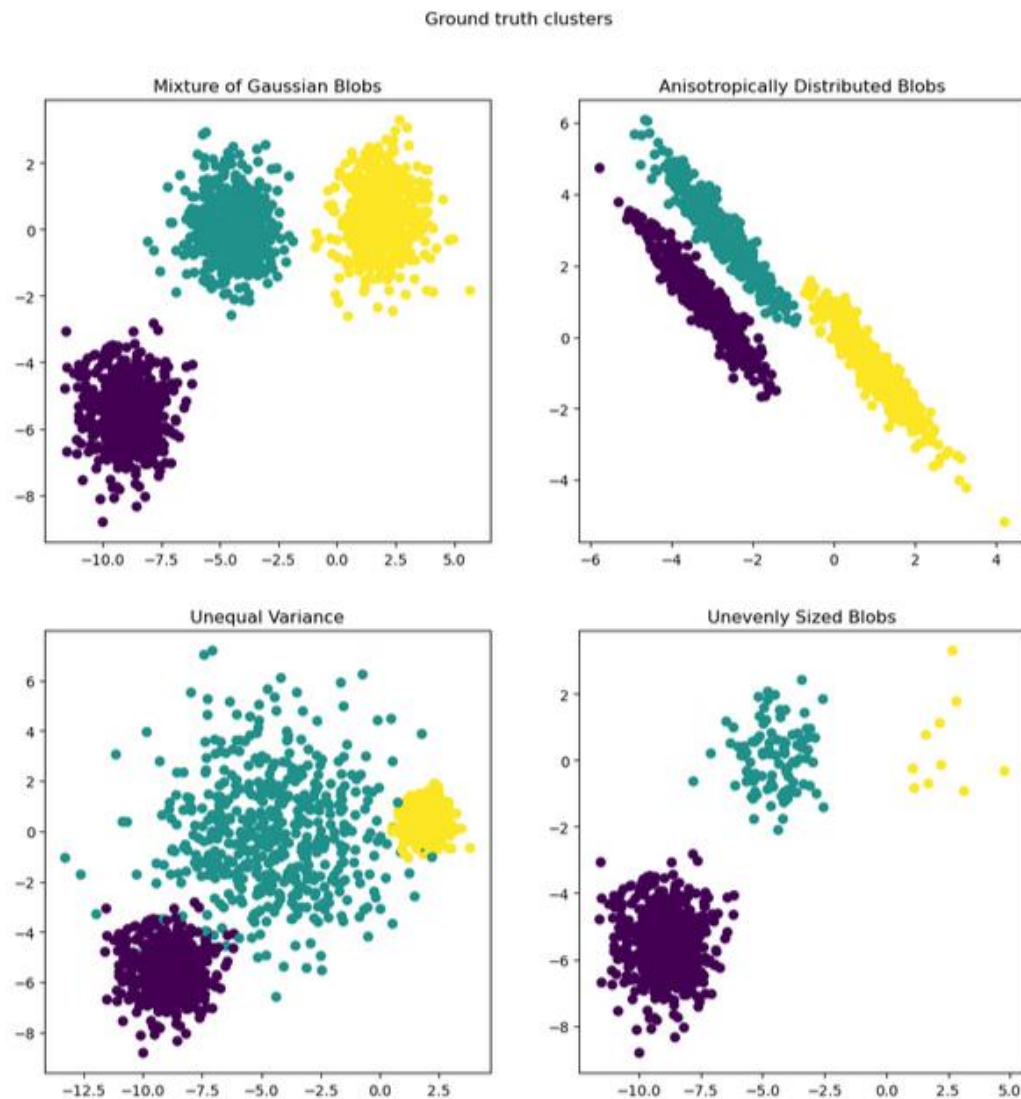 Ground truth clusters
Mixture of Gaussian Blobs
Anisotropically Distributed Blobs
2
0
−2
−4
−6
−8
−10.0 −7.5 −5.0 −2.5 0.0 2.5 5.0
6
4
2
0
−2
−4
−6 −4 −2 0 2 4
Unequal Variance
Unevenly Sized Blobs
6
4
2
0
−2
−4
−6
−8
−12.5 −10.0 −7.5 −5.0 −2.5 0.0 2.5
2
0
−2
−4
−6
−8
−10.0 −7.5 −5.0 −2.5 0.0 2.5 5.0